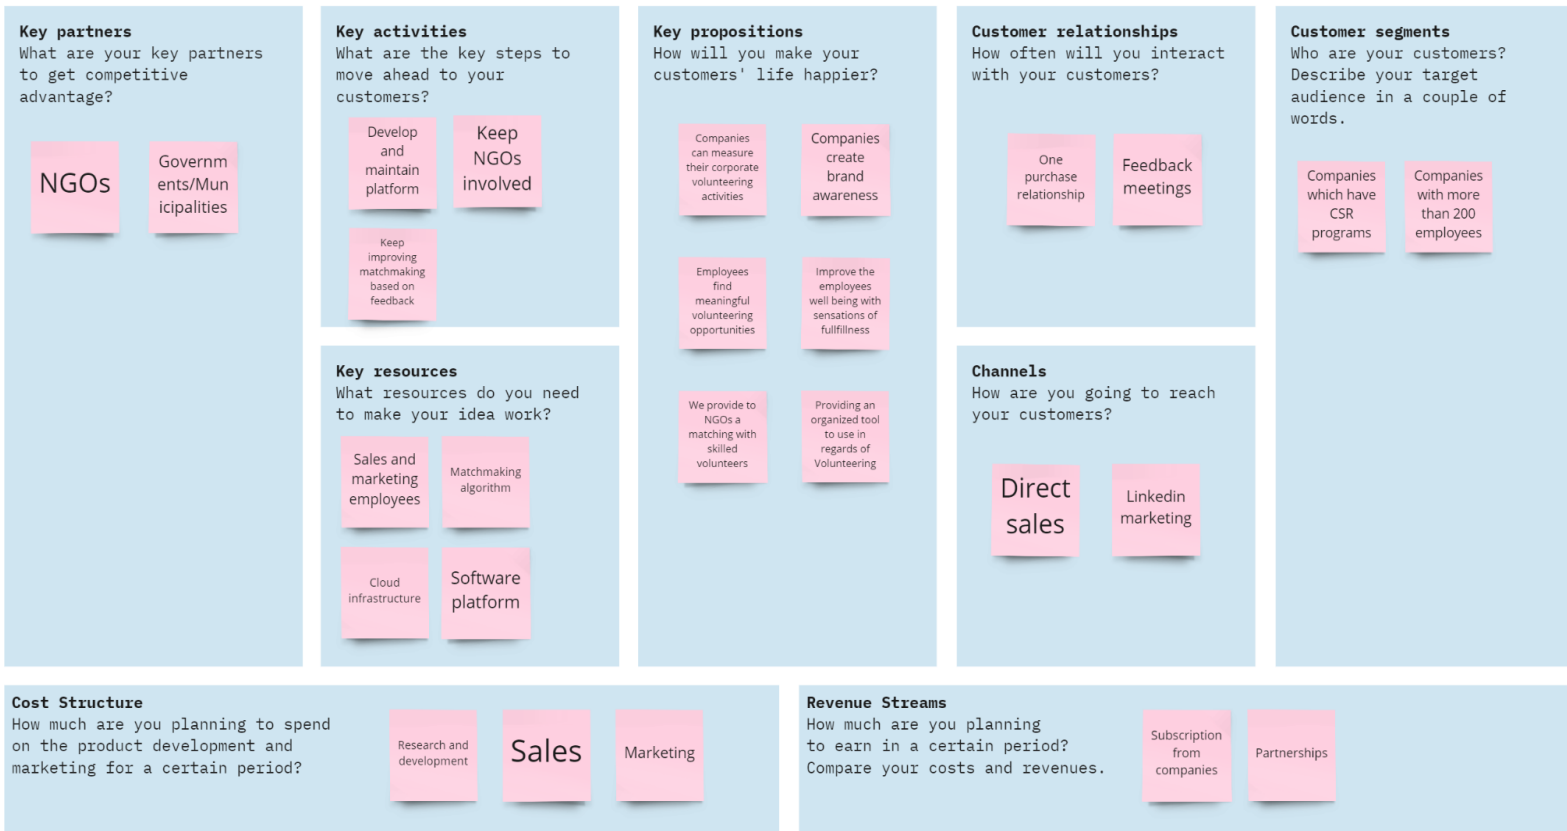 Key partners
What are your key partners
to get competitive
advantage?
NGOs
Governm
ents/Mun
icipalities
Key activities
What are the key steps to
move ahead to your
customers?
Develop
and
maintain
platform
Keep
NGOs
involved
Keep
improving
matchmaking
based on
feedback
Key resources
What resources do you need
to make your idea work?
Sales and
marketing
employees
Matchmaking
algorithm
Cloud
infrastructure
Software
platform
Key propositions
How will you make your
customers' life happier?
Companies
can measure
their corporate
volunteering
activities
Companies
create
brand
awareness
Employees
find
meaningful
volunteering
opportunities
Improve the
employees
well being with
sensations of
fullfillness
We provide to
NGOs a
matching with
skilled
volunteers
Providing an
organized tool
to use in
regards of
Volunteering
Customer relationships
How often will you interact
with your customers?
One
purchase
relationship
Feedback
meetings
Channels
How are you going to reach
your customers?
Direct
sales
Linkedin
marketing
Customer segments
Who are your customers?
Describe your target
audience in a couple of
words.
Companies
which have
CSR
programs
Companies
with more
than 200
employees
Cost Structure
How much are you planning to spend
on the product development and
marketing for a certain period?
Research and
development
Sales
Marketing
Revenue Streams
How much are you planning
to earn in a certain period?
Compare your costs and revenues.
Subscription
from
companies
Partnerships